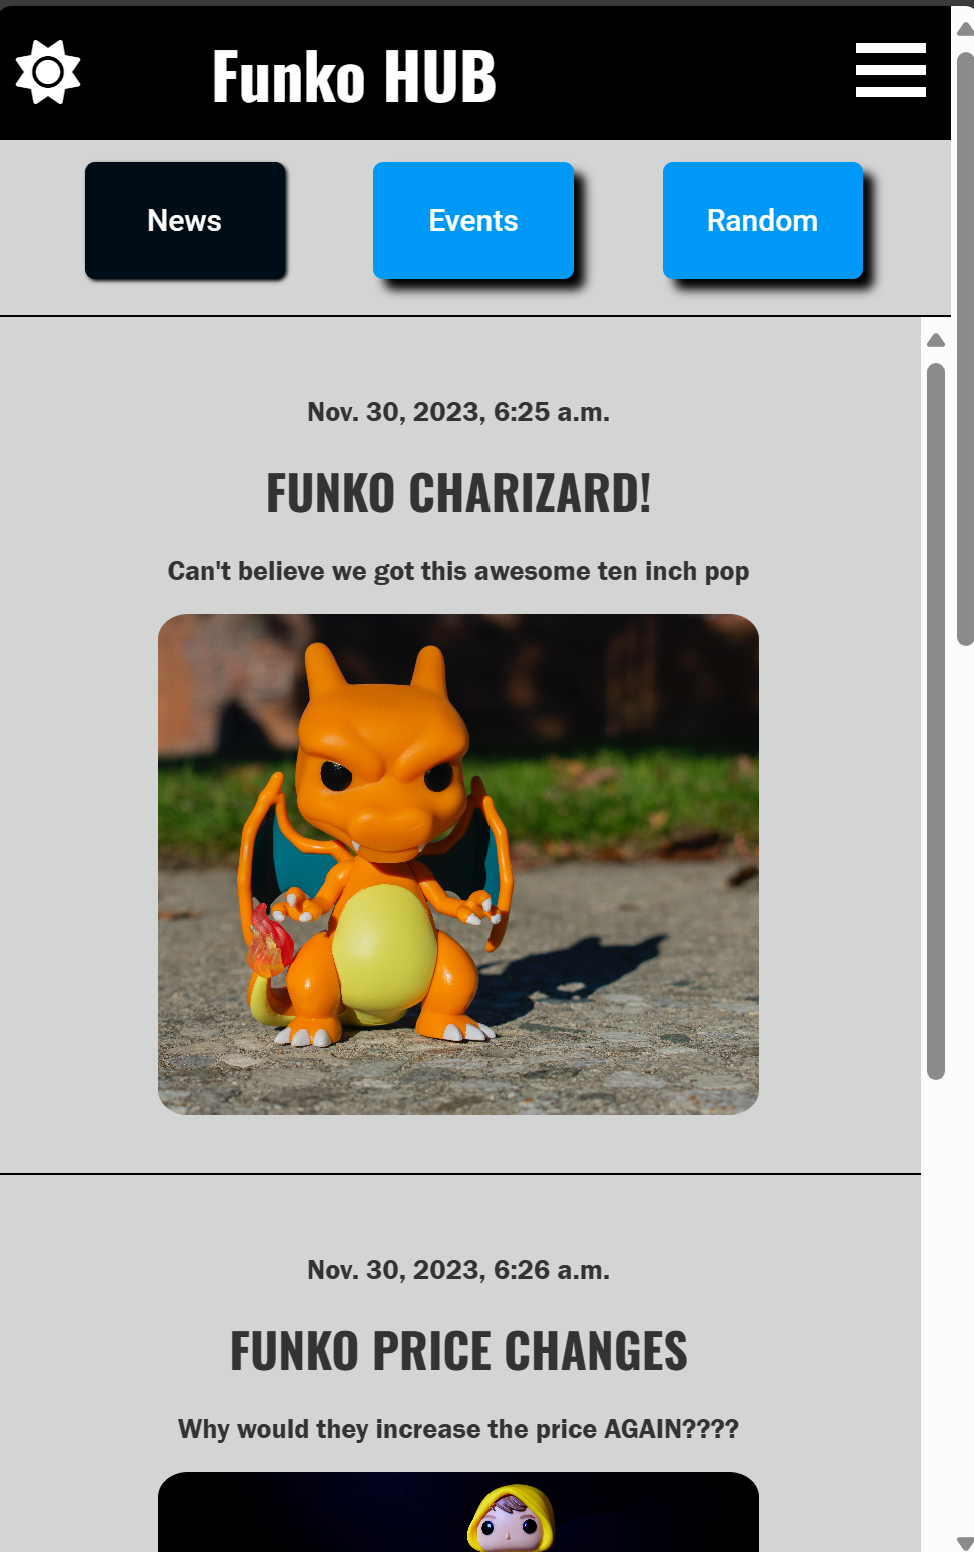 Funko HUB
News
Events
Random
Nov. 30, 2023, 6:25 a.m.
FUNKO CHARIZARD!
Can't believe we got this awesome ten inch pop
Nov. 30, 2023, 6:26 a.m.
FUNKO PRICE CHANGES
Why would they increase the price AGAIN????